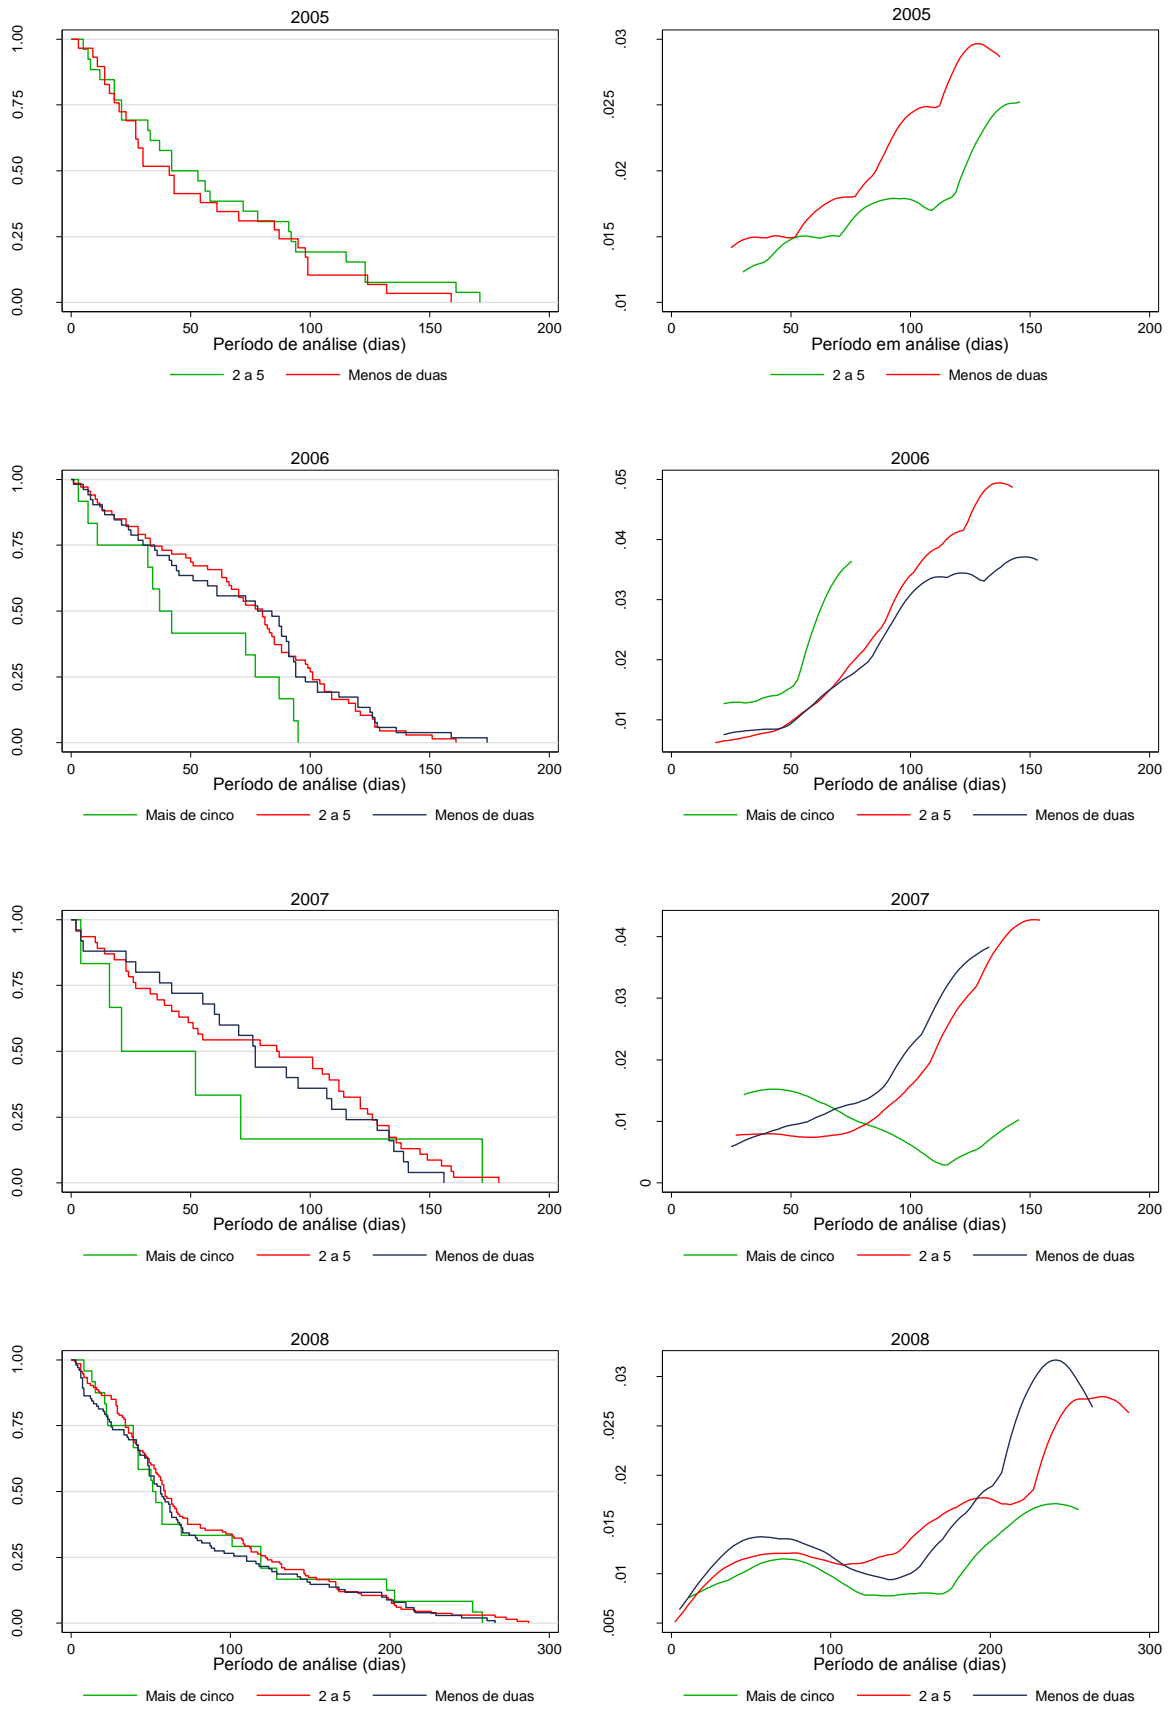 2005
1.00
0.75
0.50
0.25
0.00
0 50 100 150 200
Período de análise (dias)
2 a 5 Menos de duas
2005
.03
.025
.02
.015
.01
0 50 100 150 200
Período em análise (dias)
2 a 5 Menos de duas
2006
1.00
0.75
0.50
0.25
0.00
0 50 100 150 200
Período de análise (dias)
Mais de cinco 2 a 5 Menos de duas
2006
.05
.04
.03
.02
.01
0 50 100 150 200
Período de análise (dias)
Mais de cinco 2 a 5 Menos de duas
2007
1.00
0.75
0.50
0.25
0.00
0 50 100 150 200
Período de análise (dias)
Mais de cinco 2 a 5 Menos de duas
2007
.04
.03
.02
.01
0
0 50 100 150 200
Período de análise (dias)
Mais de cinco 2 a 5 Menos de duas
2008
1.00
0.75
0.50
0.25
0.00
0 100 200 300
Período de análise (dias)
Mais de cinco 2 a 5 Menos de duas
2008
.03
.025
.02
.015
.01
.005
0 100 200 300
Período de análise (dias)
Mais de cinco 2 a 5 Menos de duas